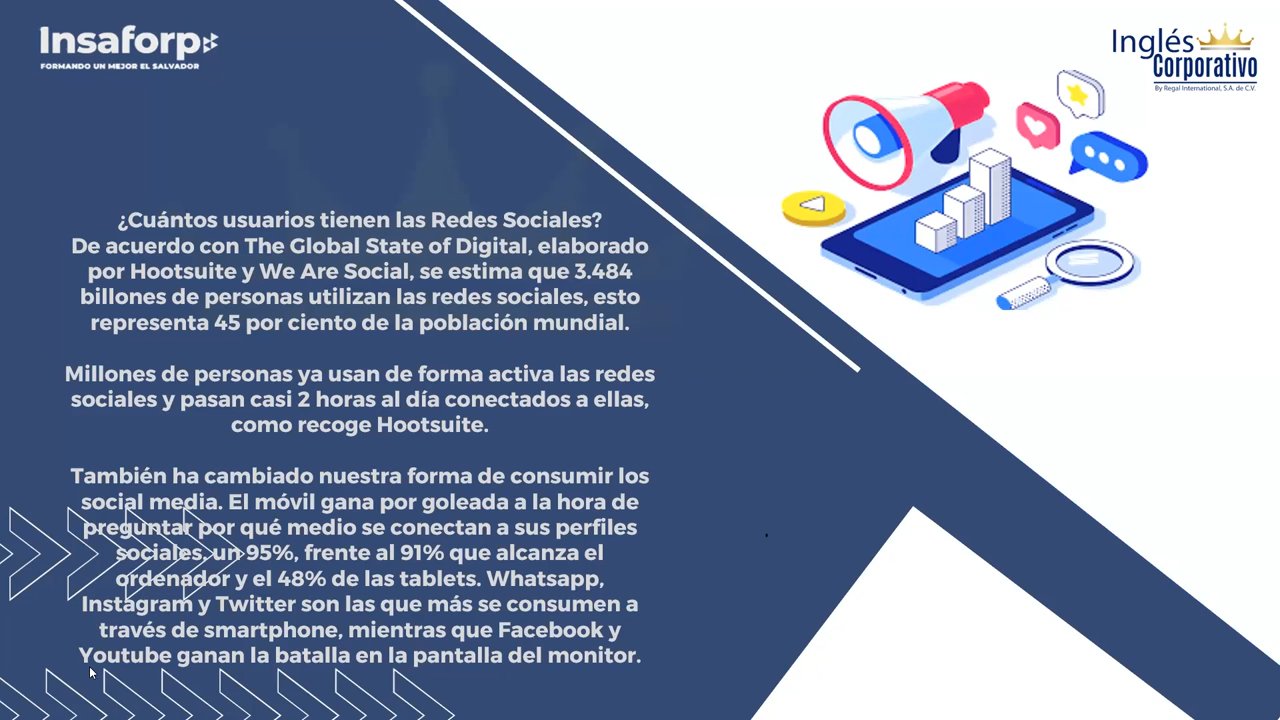 Insaforp
FORMANDO UN MEJOR EL SALVADOR
Inglés
Corporativo
By Regal International, S.A. de C.V.
¿Cuántos usuarios tienen las Redes Sociales?
De acuerdo con The Global State of Digital, elaborado
por Hootsuite y We Are Social, se estima que 3.484
billones de personas utilizan las redes sociales, esto
representa 45 por ciento de la población mundial.
Millones de personas ya usan de forma activa las redes
sociales y pasan casi 2 horas al día conectados a ellas,
como recoge Hootsuite.
También ha cambiado nuestra forma de consumir los
social media. El móvil gana por goleada a la hora de
preguntar por qué medio se conectan a sus perfiles
sociales, un 95%, frente al 91% que alcanza el
ordenador y el 48% de las tablets. Whatsapp,
Instagram y Twitter son las que más se consumen a
través de smartphone, mientras que Facebook y
Youtube ganan la batalla en la pantalla del monitor.